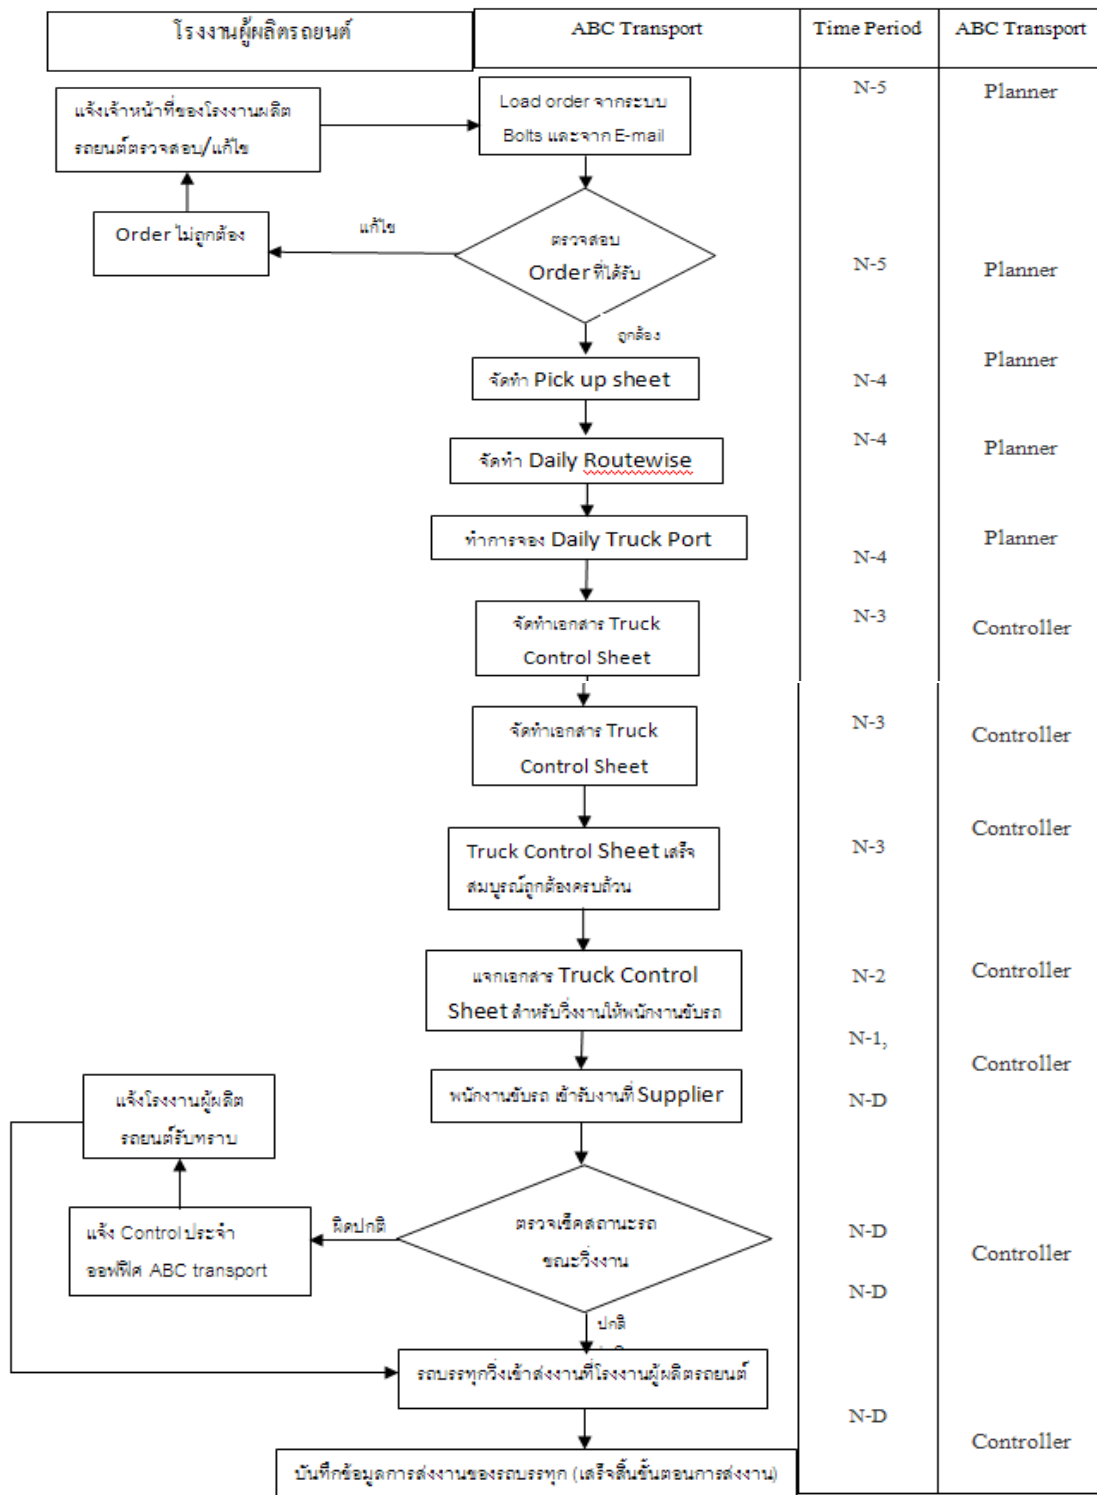 โรงงานผู้ผลิตรถยนต์
ABC Transport
Time Period
ABC Transport
แจ้งเจ้าหน้าที่ของโรงงานผลิต
รถยนต์ตรวจสอบ/แก้ไข
Load order จากระบบ
Bolts และจาก E-mail
N-5
Planner
Order ไม่ถูกต้อง
แก้ไข
ตรวจสอบ
Order ที่ได้รับ
N-5
Planner
ถูกต้อง
จัดทำ Pick up sheet
N-4
Planner
จัดทำ Daily Routewise
N-4
Planner
ทำการจอง Daily Truck Port
N-4
Planner
จัดทำเอกสาร Truck
Control Sheet
N-3
Controller
จัดทำเอกสาร Truck
Control Sheet
N-3
Controller
Truck Control Sheet เสร็จ
สมบูรณ์ถูกต้องครบถ้วน
N-3
Controller
แจกเอกสาร Truck Control
Sheet สำหรับวิ่งงานให้พนักงานขับรถ
N-2
Controller
พนักงานขับรถ เข้ารับงานที่ Supplier
N-1,
N-D
Controller
แจ้งโรงงานผู้ผลิต
รถยนต์รับทราบ
แจ้ง Control ประจำ
ออฟฟิศ ABC transport
ผิดปกติ
ตรวจเช็คสถานะรถ
ขณะวิ่งงาน
N-D
Controller
N-D
ปกติ
รถบรรทุกวิ่งเข้าส่งงานที่โรงงานผู้ผลิตรถยนต์
N-D
Controller
บันทึกข้อมูลการส่งงานของรถบรรทุก (เสร็จสิ้นขั้นตอนการส่งงาน)